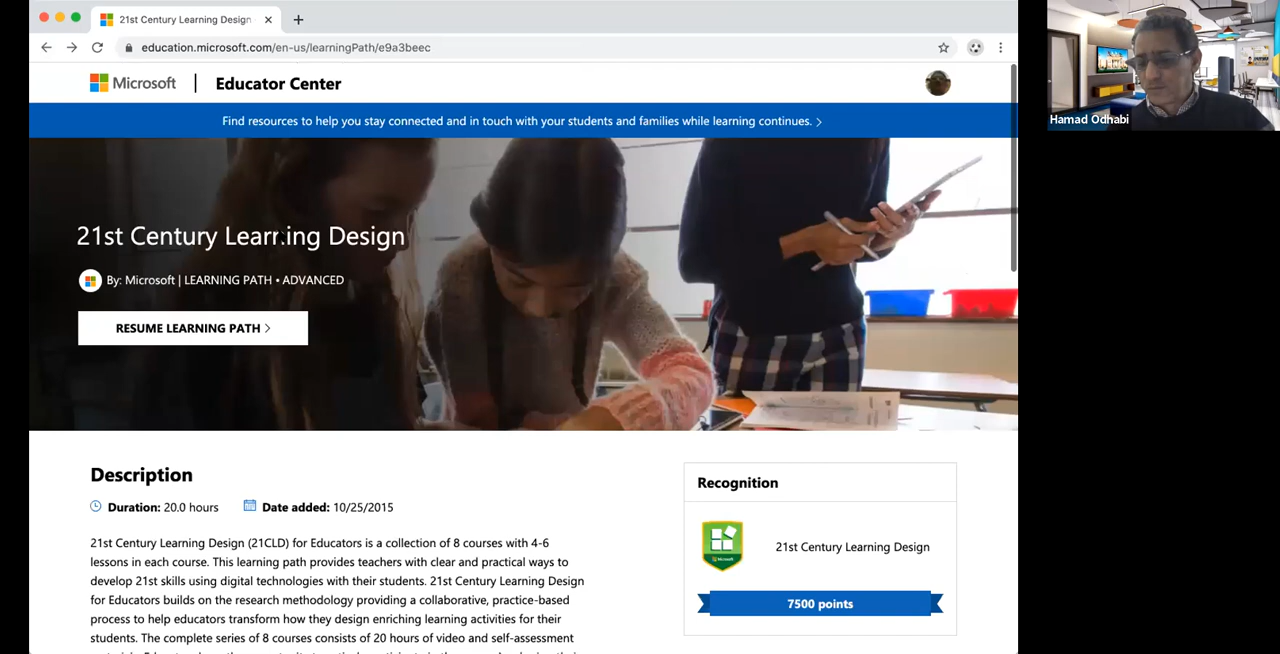 21st Century Learning Design
education.microsoft.com/en-us/learningPath/e9a3beec
Microsoft | Educator Center
Find resources to help you stay connected and in touch with your students and families while learning continues. >
21st Century Learning Design
By: Microsoft | LEARNING PATH • ADVANCED
RESUME LEARNING PATH >
Description
Duration: 20.0 hours Date added: 10/25/2015
21st Century Learning Design (21CLD) for Educators is a collection of 8 courses with 4-6
lessons in each course. This learning path provides teachers with clear and practical ways to
develop 21st skills using digital technologies with their students. 21st Century Learning Design
for Educators builds on the research methodology providing a collaborative, practice-based
process to help educators transform how they design enriching learning activities for their
students. The complete series of 8 courses consists of 20 hours of video and self-assessment
Recognition
21st Century Learning Design
7500 points
Hamad Odhabi